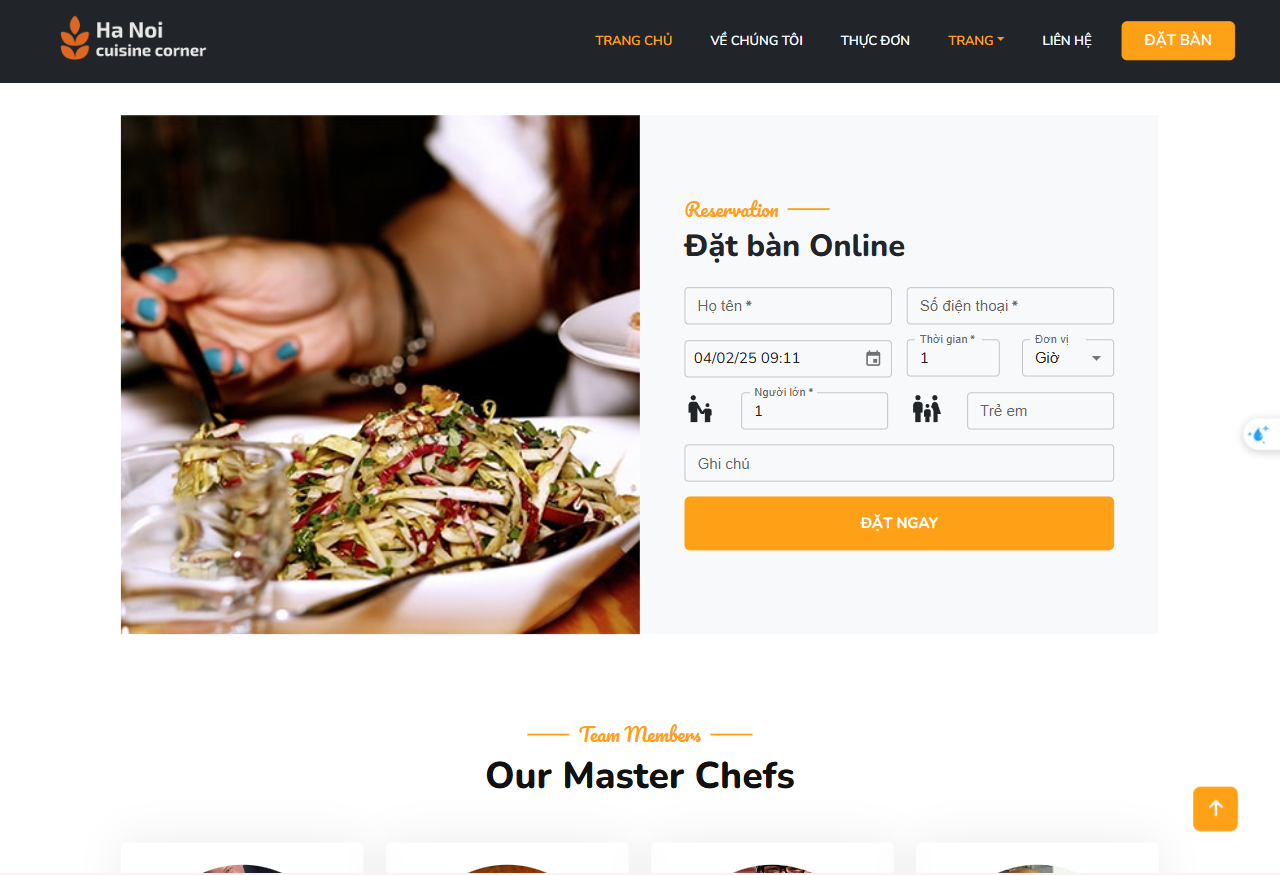 Ha Noi
cuisine corner
TRANG CHỦ VỀ CHÚNG TÔI THỰC ĐƠN TRANG LIÊN HỆ ĐẶT BÀN
Reservation
Đặt bàn Online
Họ tên * Số điện thoại *
04/02/25 09:11 Thời gian * 1 Đơn vị Giờ
Người lớn * 1 Trẻ em
Ghi chú
ĐẶT NGAY
Team Members
Our Master Chefs